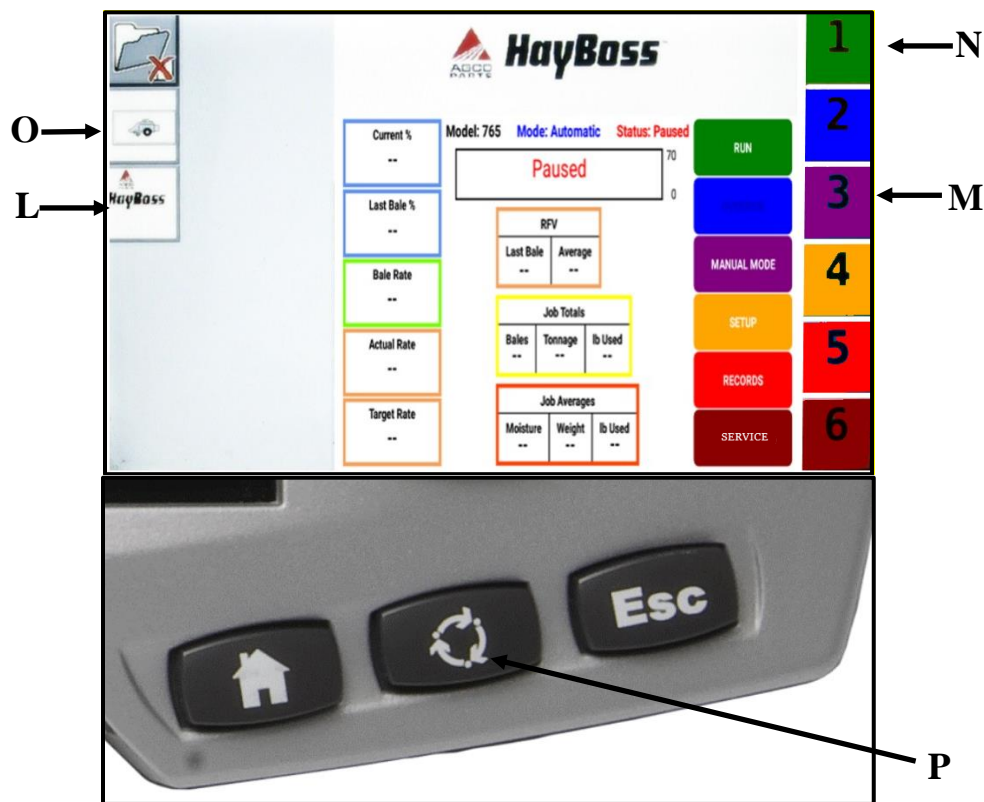 1
N
HayBoss
AGCO
PARTS
2
O
Current %
--
Model: 765 Mode: Automatic Status: Paused
Paused
70
0
RUN
L
HayBoss
Last Bale %
--
3
M
RFV
Last Bale Average
-- --
MANUAL MODE
Bale Rate
--
4
SETUP
Job Totals
Bales Tonnage lb Used
-- -- --
Actual Rate
--
5
RECORDS
Job Averages
Moisture Weight lb Used
-- -- --
Target Rate
--
SERVICE
6
Esc
P